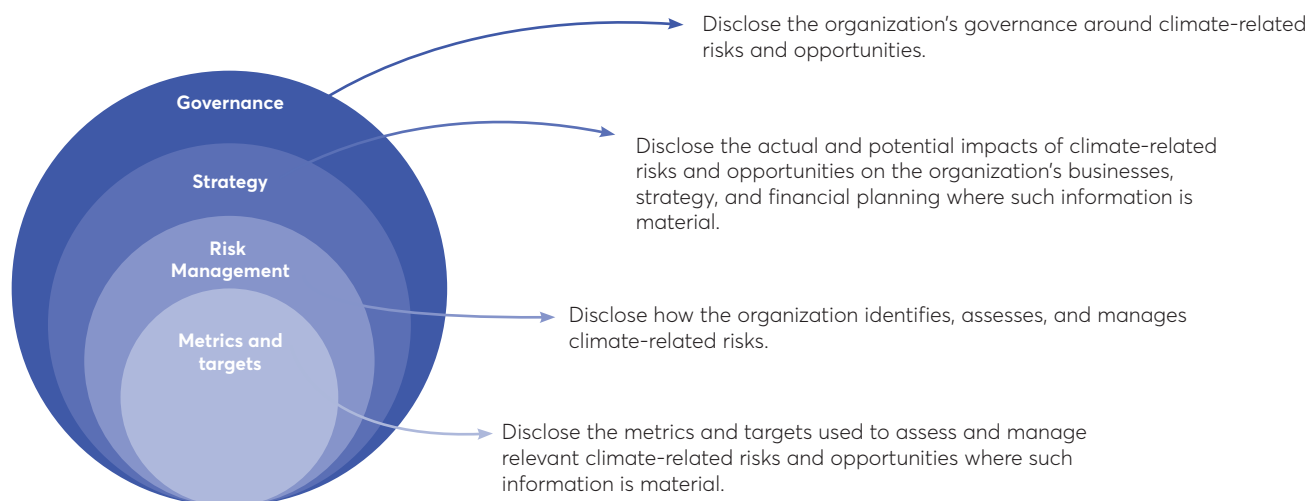 Governance
Disclose the organization's governance around climate-related
risks and opportunities.
Strategy
Disclose the actual and potential impacts of climate-related
risks and opportunities on the organization's businesses,
strategy, and financial planning where such information is
material.
Risk
Management
Disclose how the organization identifies, assesses, and manages
climate-related risks.
Metrics and
targets
Disclose the metrics and targets used to assess and manage
relevant climate-related risks and opportunities where such
information is material.